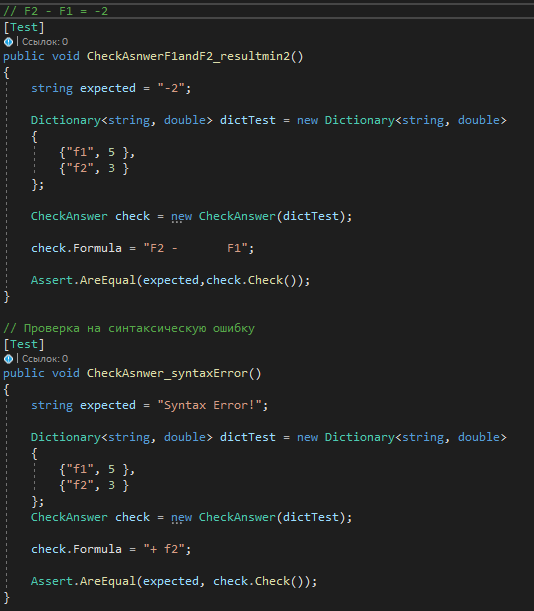 // F2 - F1 = -2
[Test]
| Ссылок: 0
public void CheckAsnwerF1andF2_resultmin2()
{
    string expected = "-2";

    Dictionary<string, double> dictTest = new Dictionary<string, double>
    {
        {"f1", 5 },
        {"f2", 3 }
    };

    CheckAnswer check = new CheckAnswer(dictTest);

    check.Formula = "F2 -       F1";

    Assert.AreEqual(expected,check.Check());
}

// Проверка на синтаксическую ошибку
[Test]
| Ссылок: 0
public void CheckAsnwer_syntaxError()
{
    string expected = "Syntax Error!";

    Dictionary<string, double> dictTest = new Dictionary<string, double>
    {
        {"f1", 5 },
        {"f2", 3 }
    };
    CheckAnswer check = new CheckAnswer(dictTest);

    check.Formula = "+ f2";

    Assert.AreEqual(expected, check.Check());
}